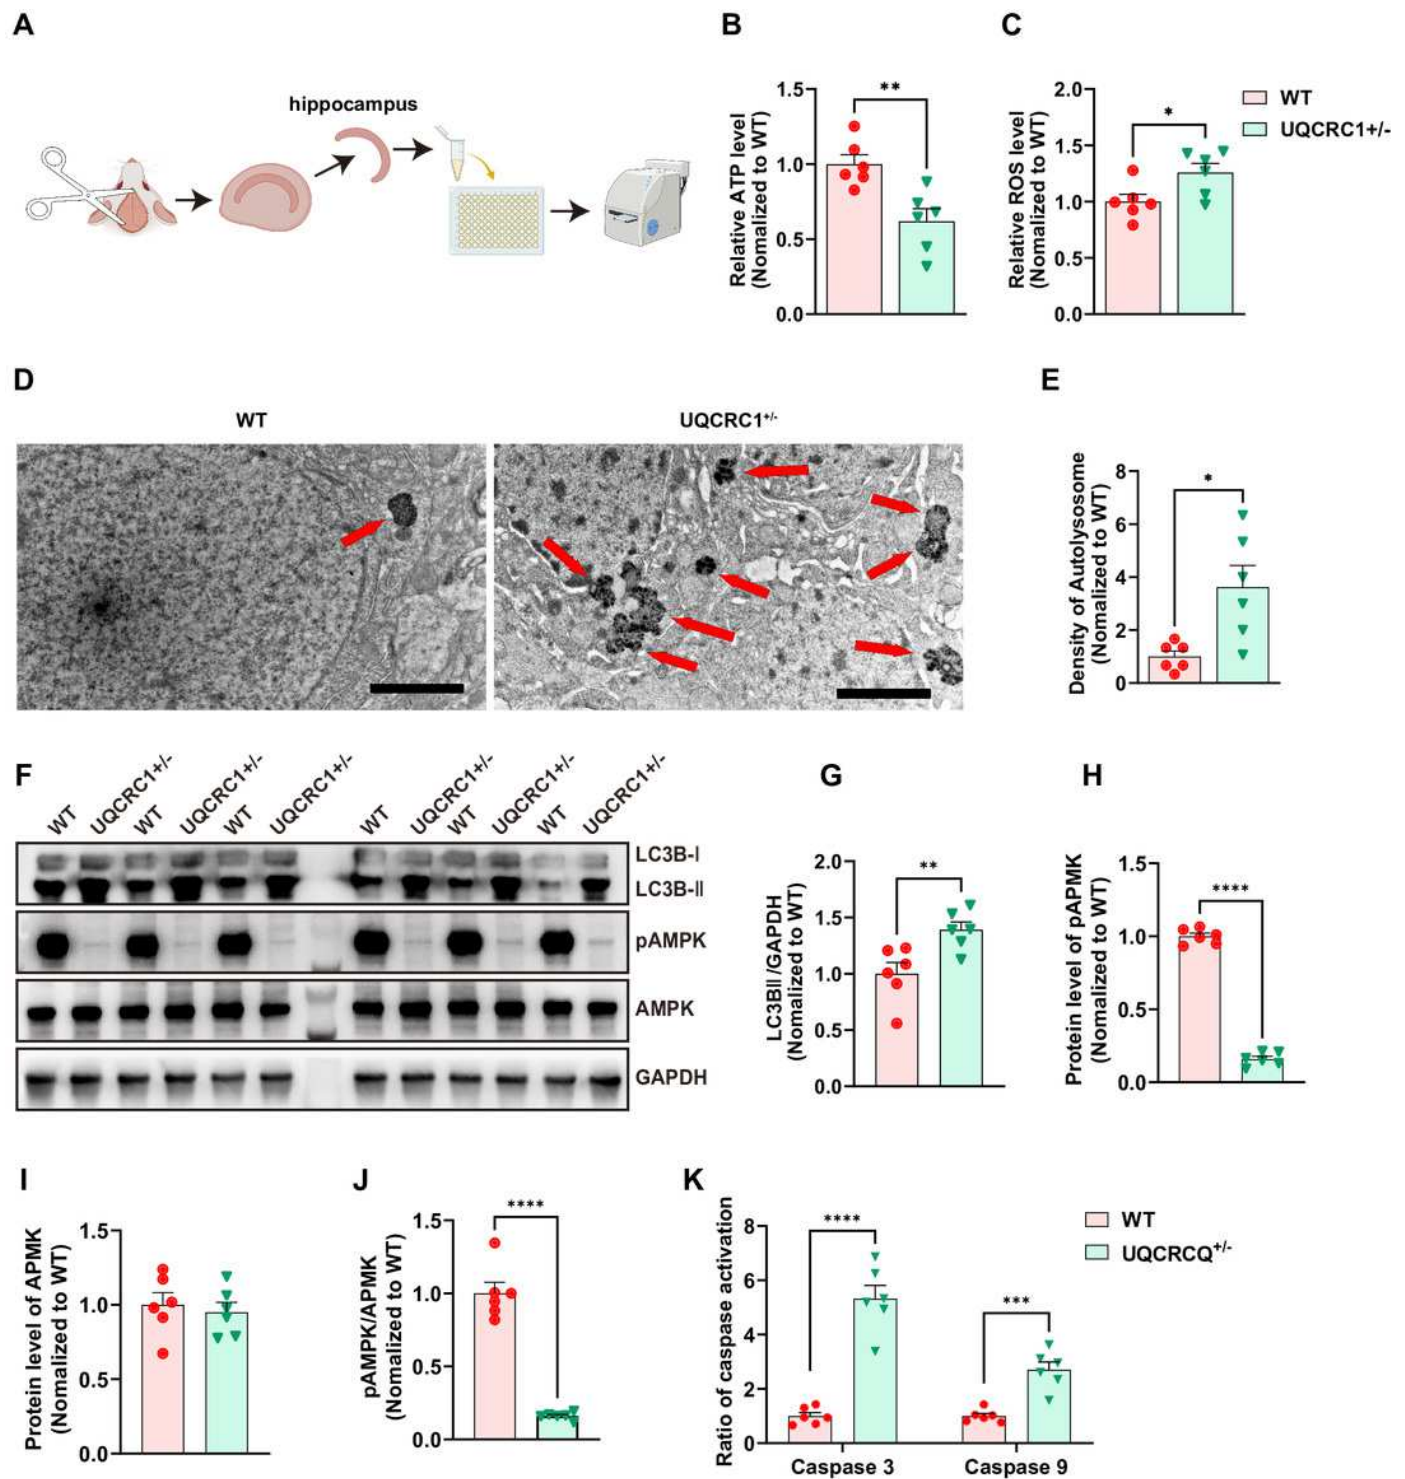 A
hippocampus
B
Relative ATP level
(Nomalized to WT)
1.5
1.0
0.5
0.0
**
C
Relative ROS level
(Nomalized to WT)
2.0
1.5
1.0
0.5
0.0
*
WT
UQCRC1+/-
D
WT
UQCRC1+/-
E
Density of Autolysosome
(Nomalized to WT)
8
6
4
2
0
*
F
WT
UQCRC1+/-
WT
UQCRC1+/-
WT
UQCRC1+/-
WT
UQCRC1+/-
WT
UQCRC1+/-
WT
UQCRC1+/-
LC3B-I
LC3B-II
pAMPK
AMPK
GAPDH
G
LC3BII/GAPDH
(Nomalized to WT)
2.0
1.5
1.0
0.5
0.0
**
H
Protein level of pAPMK
(Nomalized to WT)
1.5
1.0
0.5
0.0
****
I
Protein level of APMK
(Nomalized to WT)
1.5
1.0
0.5
0.0
J
pAMPK/APMK
(Nomalized to WT)
1.5
1.0
0.5
0.0
****
K
Ratio of caspase activation
8
6
4
2
0
****
***
Caspase 3
Caspase 9
WT
UQCRCQ+/-